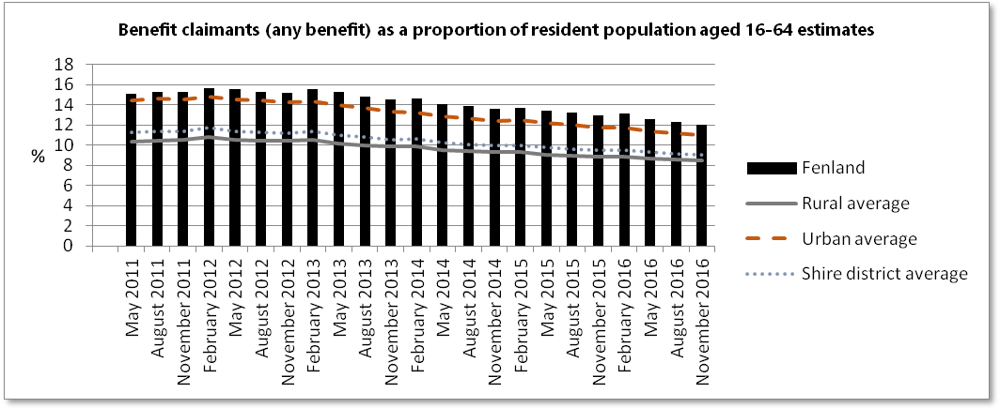 Benefit claimants (any benefit) as a proportion of resident population aged 16-64 estimates
18
16
14
12
10
8
6
4
2
0
%
May 2011
August 2011
November 2011
February 2012
May 2012
August 2012
November 2012
February 2013
May 2013
August 2013
November 2013
February 2014
May 2014
August 2014
November 2014
February 2015
May 2015
August 2015
November 2015
February 2016
May 2016
August 2016
November 2016
Fenland
Rural average
Urban average
Shire district average